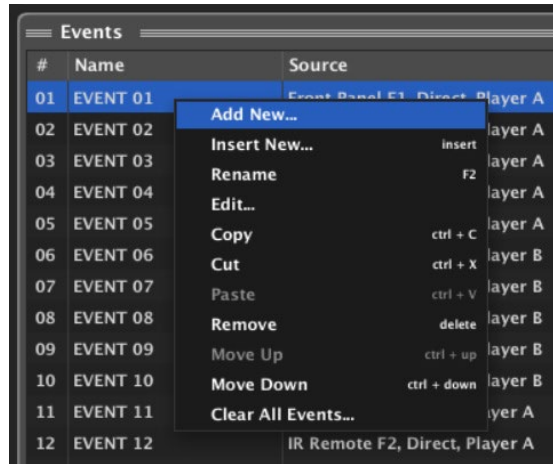 Events
# Name Source
01 EVENT 01 Front Panel F1, Direct, Player A
Add New...
02 EVENT 02 layer A
Insert New... insert
03 EVENT 03 layer A
Rename F2
04 EVENT 04 layer A
Edit...
05 EVENT 05 layer A
Copy ctrl + C
06 EVENT 06 layer B
Cut ctrl + X
07 EVENT 07 layer B
Paste ctrl + V
08 EVENT 08 layer B
Remove delete
09 EVENT 09 layer B
Move Up ctrl + up
10 EVENT 10 layer B
Move Down ctrl + down
11 EVENT 11 yer A
Clear All Events...
12 EVENT 12 IR Remote F2, Direct, Player A